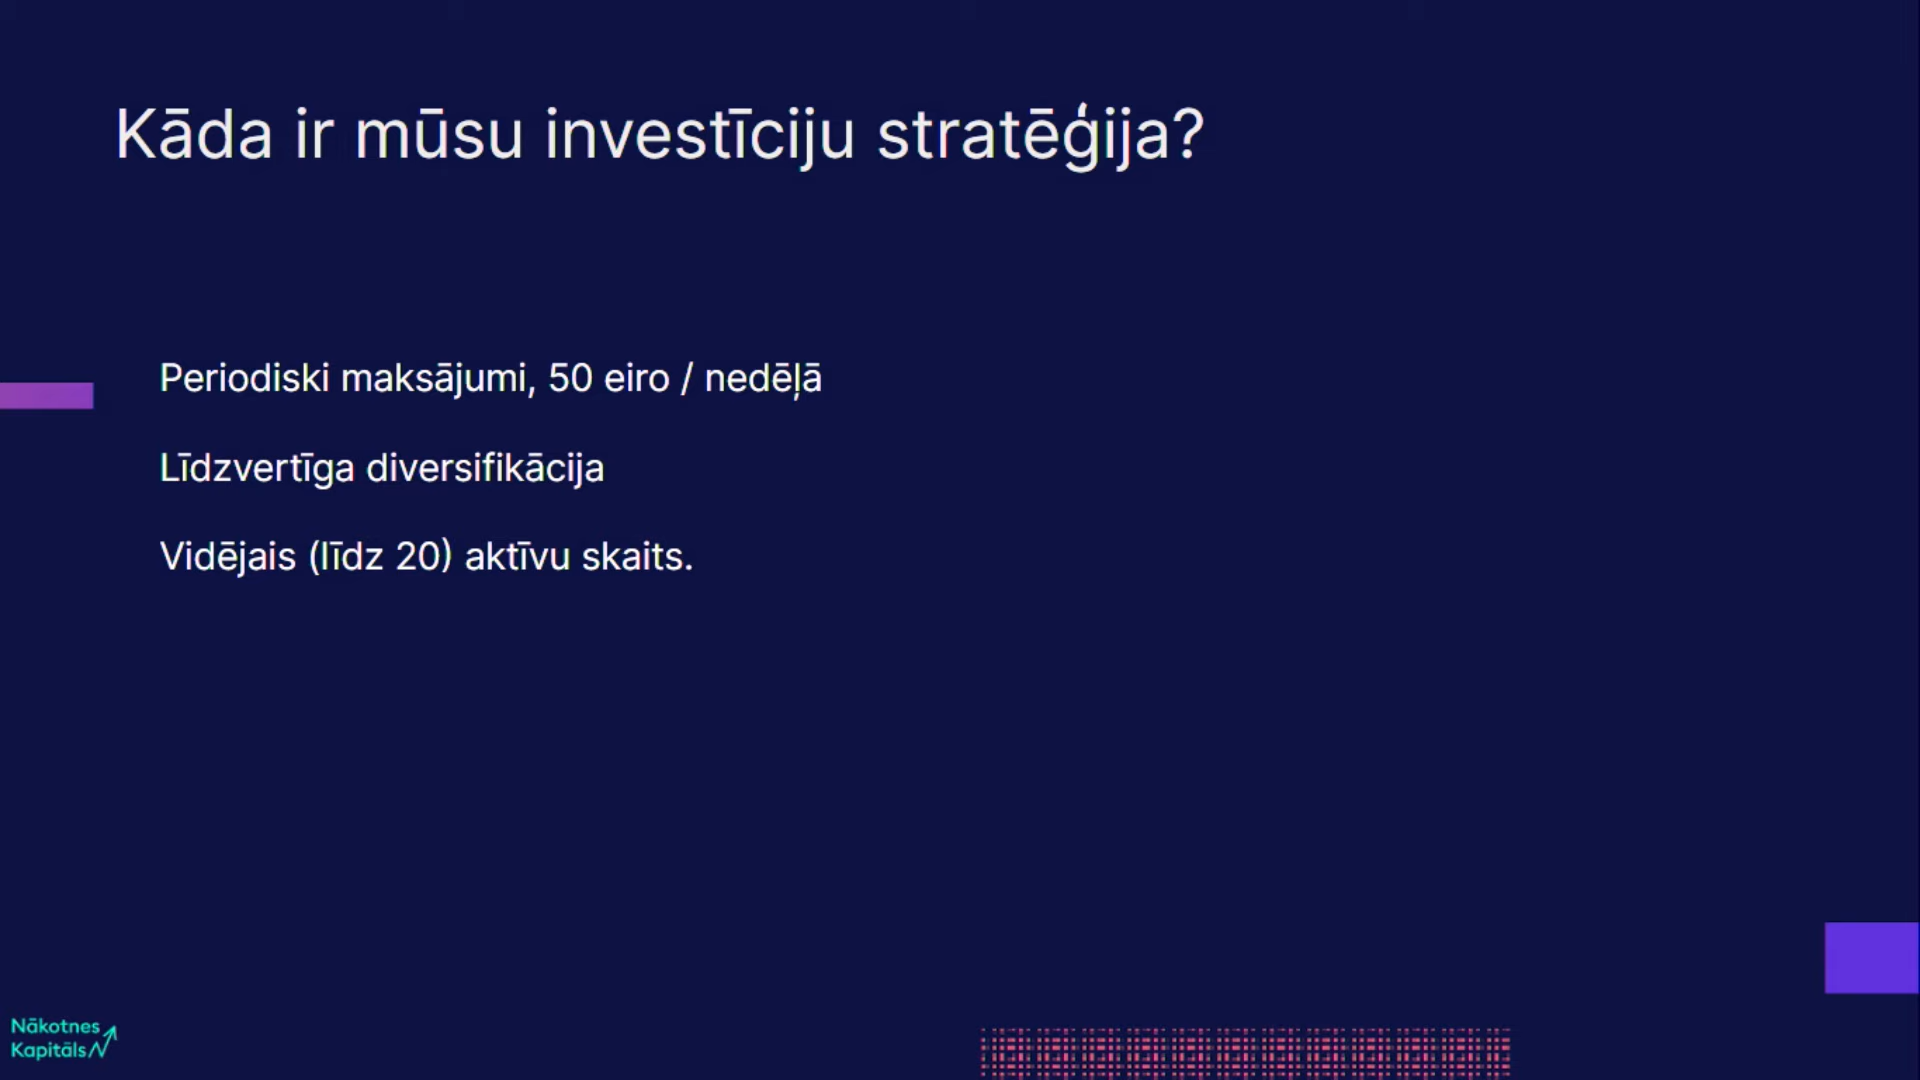 Kāda ir mūsu investīciju stratēģija?
Periodiski maksājumi, 50 eiro / nedēļā
Līdzvertīga diversifikācija
Vidējais (līdz 20) aktīvu skaits.
Nākotnes
Kapitāls